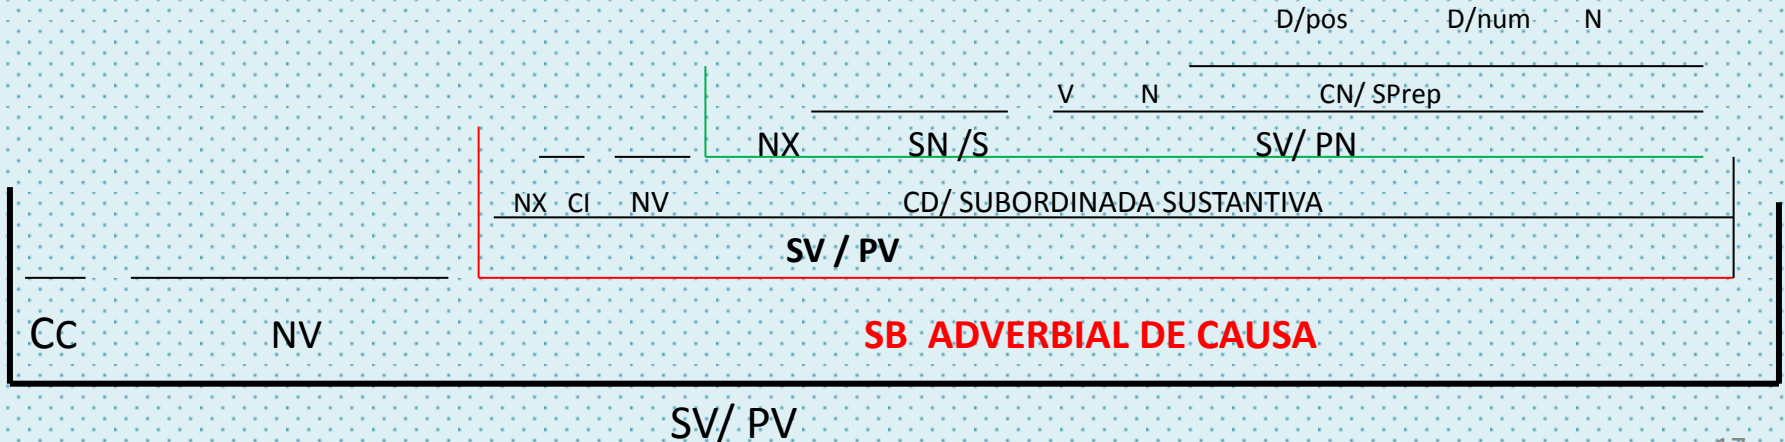 D/pos D/num N
V N CN/ SPrep
NX SN /S SV/ PN
NX CI NV CD/ SUBORDINADA SUSTANTIVA
SV / PV
CC NV SB ADVERBIAL DE CAUSA
SV/ PV